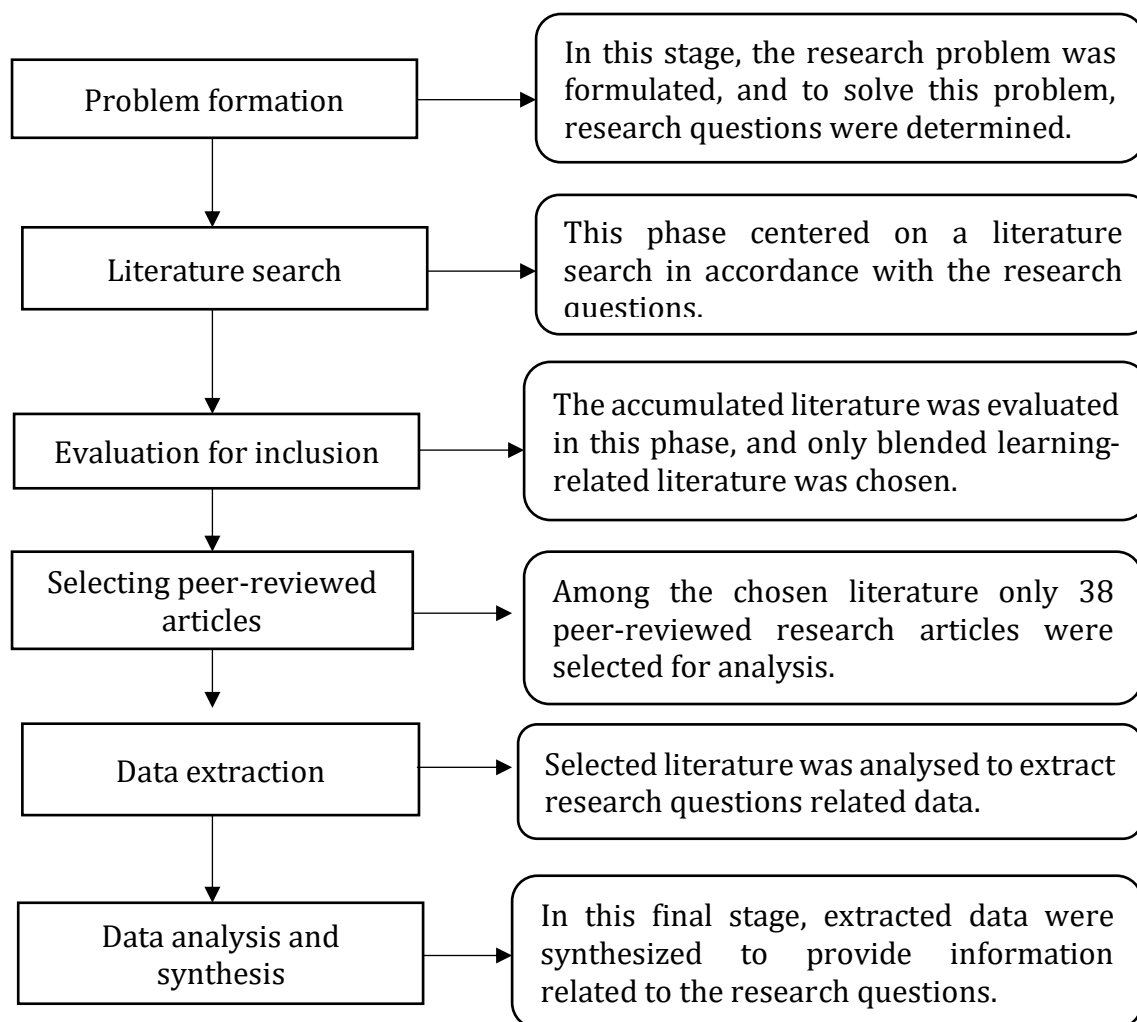 Problem formation
In this stage, the research problem was
formulated, and to solve this problem,
research questions were determined.
Literature search
This phase centered on a literature
search in accordance with the research
questions.
Evaluation for inclusion
The accumulated literature was evaluated
in this phase, and only blended learning-
related literature was chosen.
Selecting peer-reviewed
articles
Among the chosen literature only 38
peer-reviewed research articles were
selected for analysis.
Data extraction
Selected literature was analysed to extract
research questions related data.
Data analysis and
synthesis
In this final stage, extracted data were
synthesized to provide information
related to the research questions.